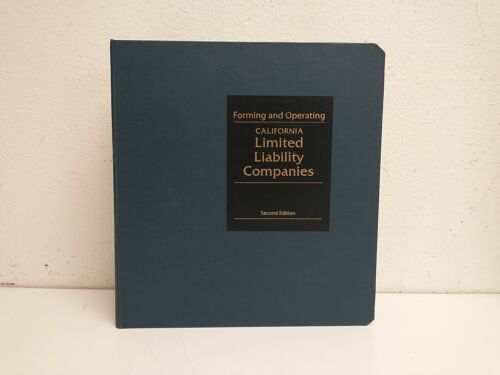 Forming and Operating
CALIFORNIA
Limited
Liability
Companies
Second Edition